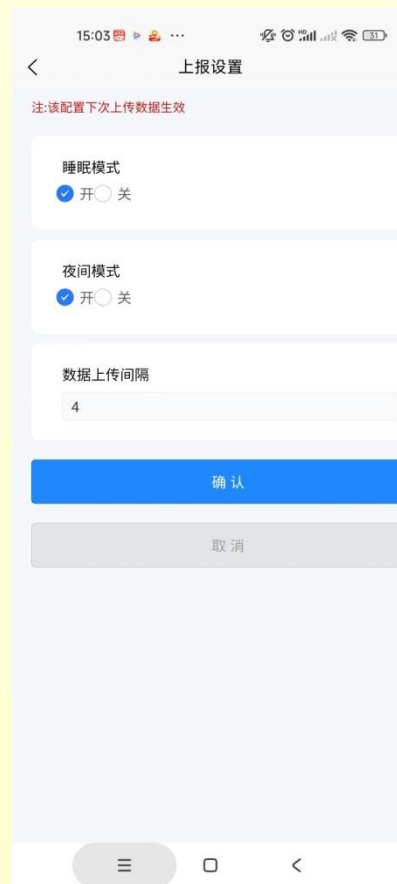 15:03 ··· HD 31
上报设置
注:该配置下次上传数据生效
睡眠模式
开 关
夜间模式
开 关
数据上传间隔
4
确认
取消